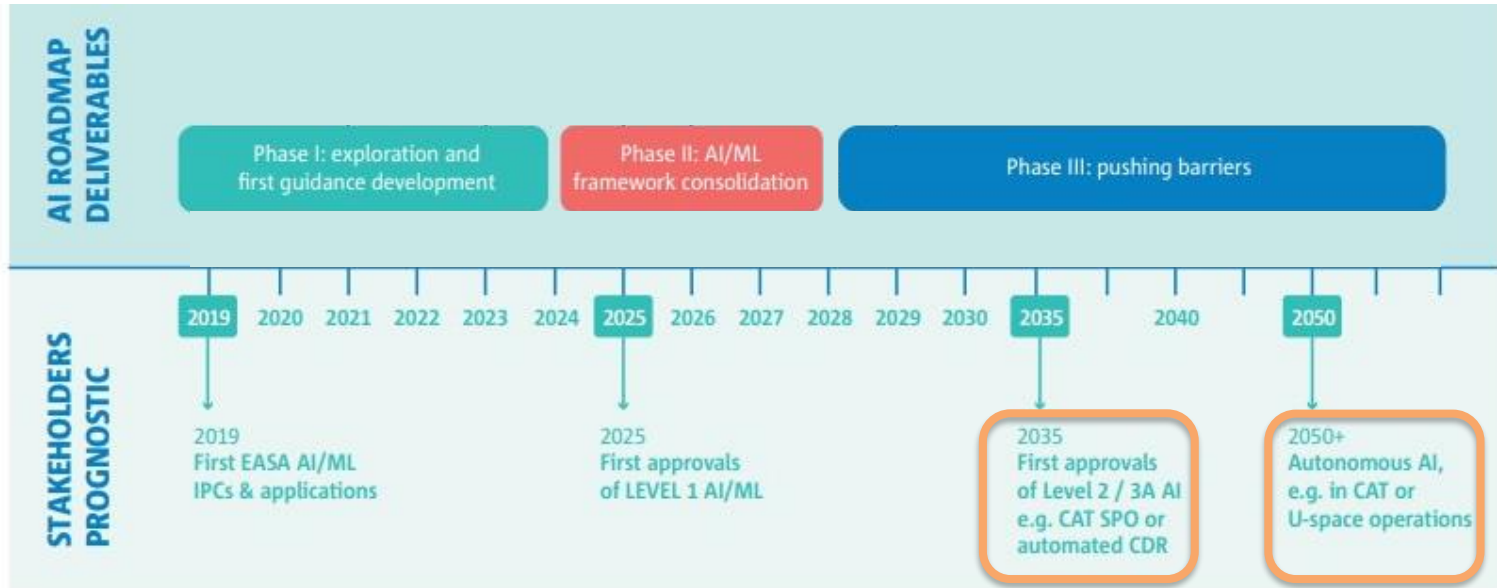 AI ROADMAP
DELIVERABLES
Phase I: exploration and
first guidance development
Phase II: AI/ML
framework consolidation
Phase III: pushing barriers
2019 2020 2021 2022 2023 2024 2025 2026 2027 2028 2029 2030 2035 2040 2050
STAKEHOLDERS
PROGNOSTIC
2019
First EASA AI/ML
IPCs & applications
2025
First approvals
of LEVEL 1 AI/ML
2035
First approvals
of Level 2 / 3A AI
e.g. CAT SPO or
automated CDR
2050+
Autonomous AI,
e.g. in CAT or
U-space operations